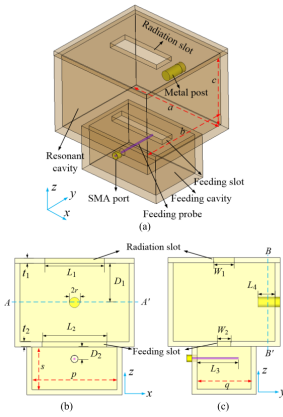 Radiation slot
Metal post
c
a
b
Resonant
cavity
SMA port
Feeding slot
Feeding cavity
Feeding probe
z
y
x
(a)
Radiation slot
t1
L1
D1
2r
A
A'
t2
L2
Feeding slot
D2
s
p
z
x
(b)
B
W1
L4
W2
B'
L3
q
z
y
(c)